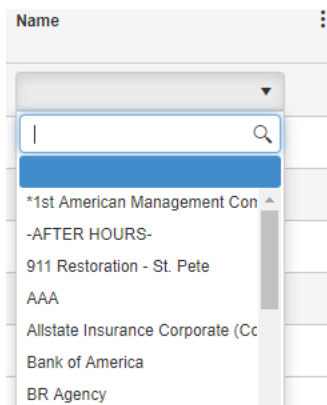 Name
*1st American Management Con
-AFTER HOURS-
911 Restoration - St. Pete
AAA
Allstate Insurance Corporate (Cc
Bank of America
BR Agency